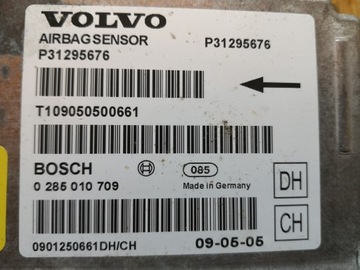 VOLVO
AIRBAG SENSOR P31295676
P31295676
T109050500661
BOSCH 085
0 285 010 709 Made in Germany
DH
CH
0901250661DH/CH 09-05-05